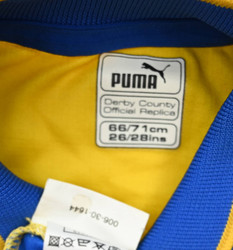 PUMA
Derby County
Official Replica
66/71cm
26/28ins
006-30-1644